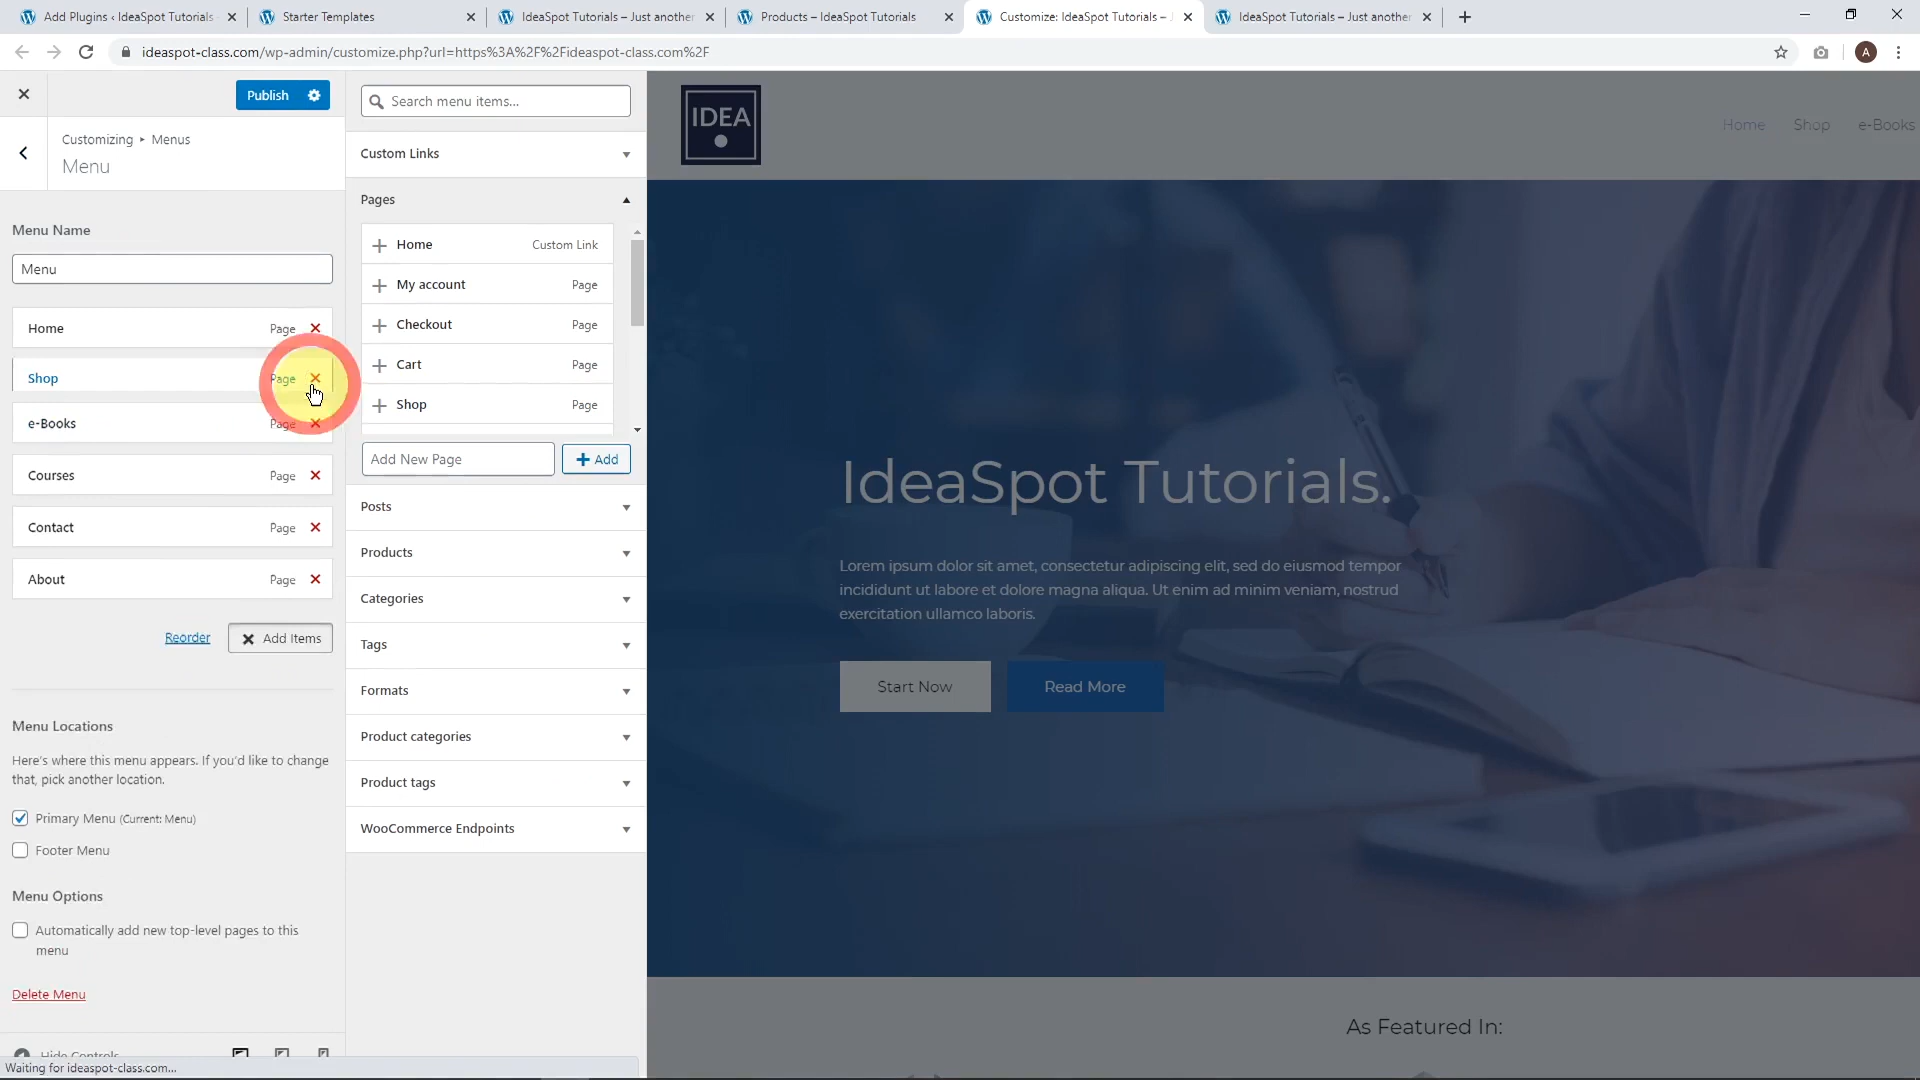 Add Plugins ‹ IdeaSpot Tutorials
Starter Templates
IdeaSpot Tutorials – Just another
Products – IdeaSpot Tutorials
Customize: IdeaSpot Tutorials –
IdeaSpot Tutorials – Just another
ideaspot-class.com/wp-admin/customize.php?url=https%3A%2F%2Fideaspot-class.com%2F
A
Publish
Customizing ▸ Menus
Menu
Menu Name
Menu
Home Page
Shop Page
e-Books Page
Courses Page
Contact Page
About Page
Reorder
Add Items
Menu Locations
Here's where this menu appears. If you'd like to change
that, pick another location.
Primary Menu (Current: Menu)
Footer Menu
Menu Options
Automatically add new top-level pages to this
menu
Delete Menu
Hide Controls
Waiting for ideaspot-class.com...
Search menu items...
Custom Links
Pages
Home Custom Link
My account Page
Checkout Page
Cart Page
Shop Page
Add New Page
Add
Posts
Products
Categories
Tags
Formats
Product categories
Product tags
WooCommerce Endpoints
IDEA
Home Shop e-Books
IdeaSpot Tutorials.
Lorem ipsum dolor sit amet, consectetur adipiscing elit, sed do eiusmod tempor
incididunt ut labore et dolore magna aliqua. Ut enim ad minim veniam, nostrud
exercitation ullamco laboris.
Start Now
Read More
As Featured In: